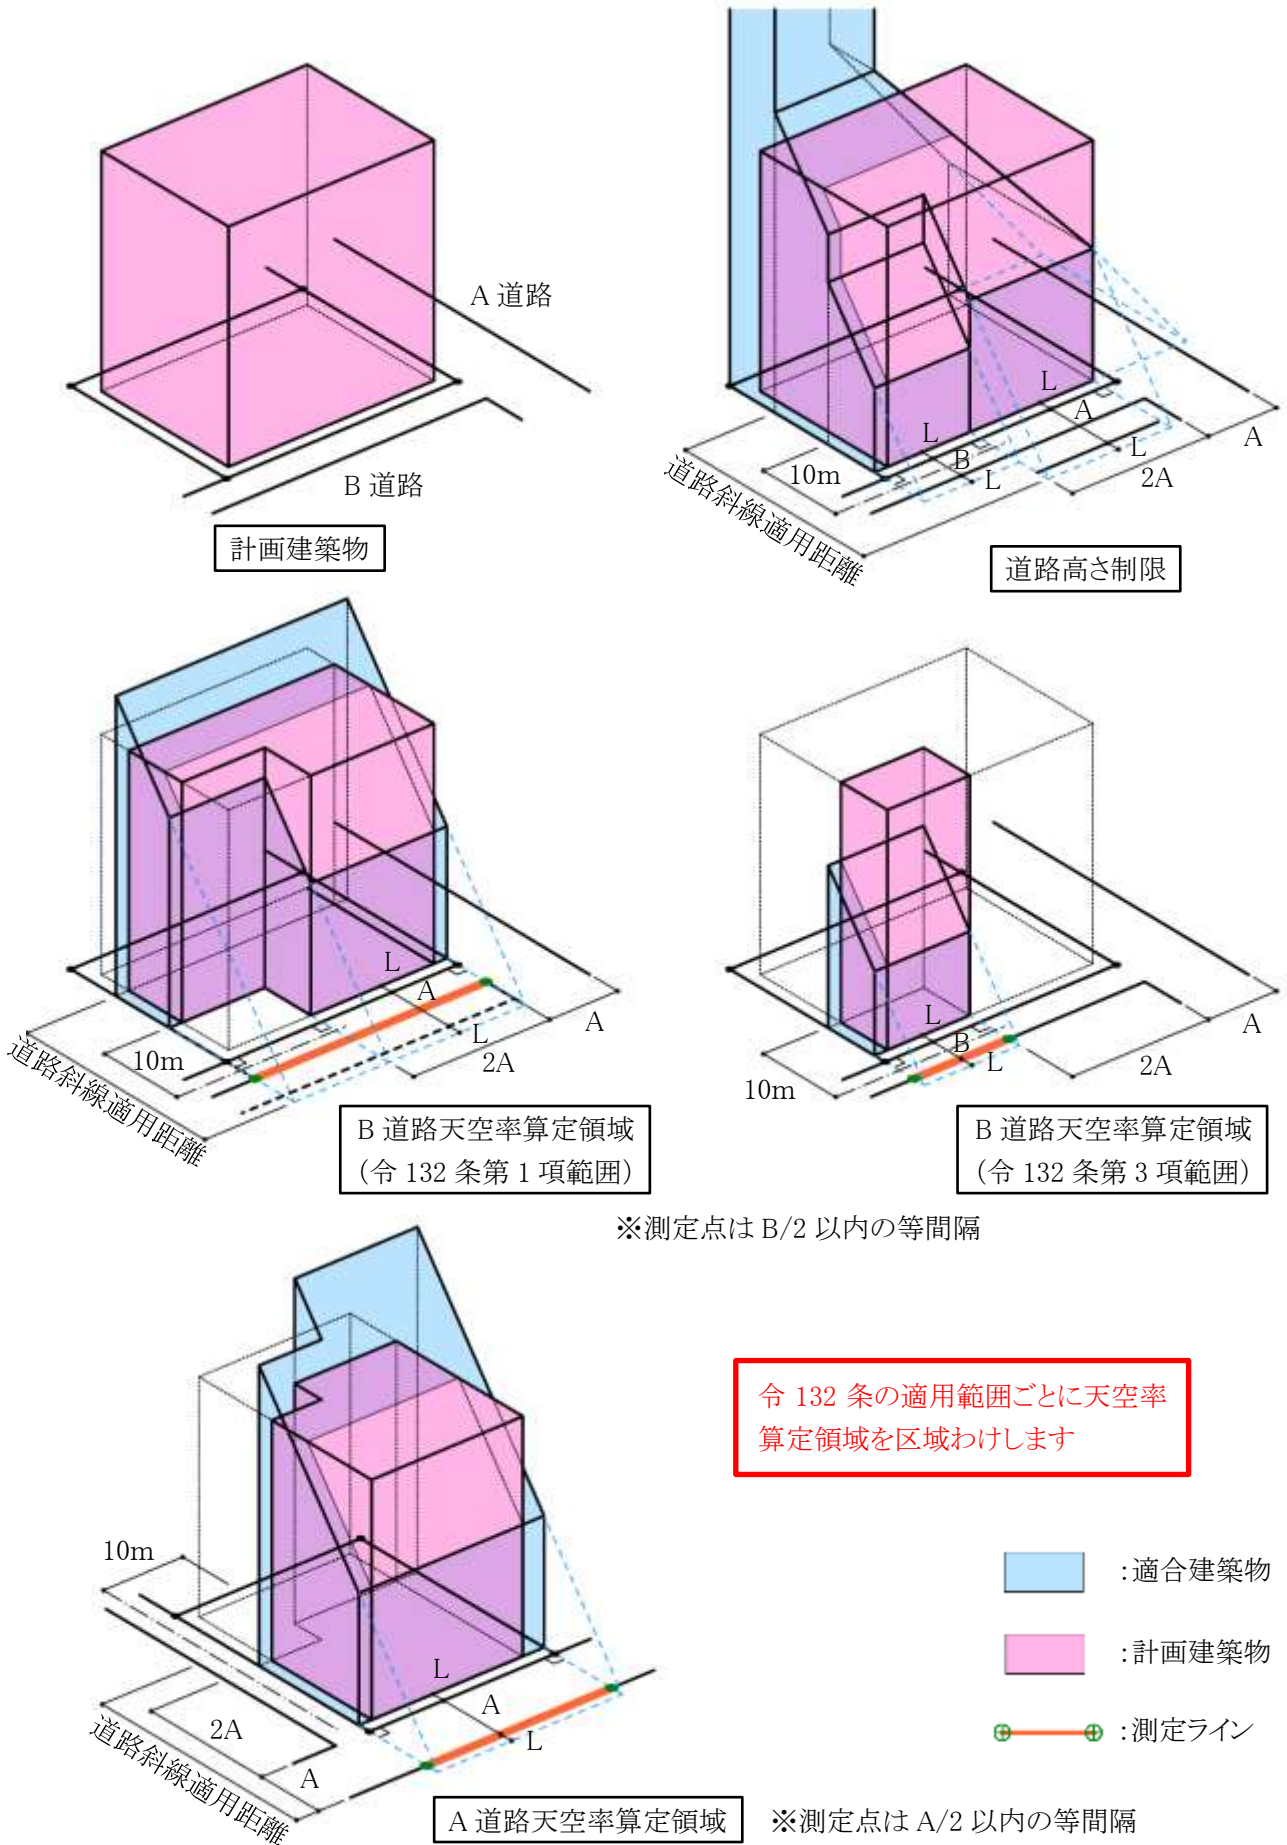 A 道路
B 道路
計画建築物
L
A
L
B
L
L
A
2A
10m
道路斜線適用距離
道路高さ制限
L
A
L
A
2A
10m
道路斜線適用距離
B 道路天空率算定領域
(令 132 条第 1 項範囲)
L
B
L
A
2A
10m
B 道路天空率算定領域
(令 132 条第 3 項範囲)
※測定点は B/2 以内の等間隔
令 132 条の適用範囲ごとに天空率
算定領域を区域わけします
10m
L
A
L
2A
A
道路斜線適用距離
A 道路天空率算定領域
※測定点は A/2 以内の等間隔
:適合建築物
:計画建築物
:測定ライン